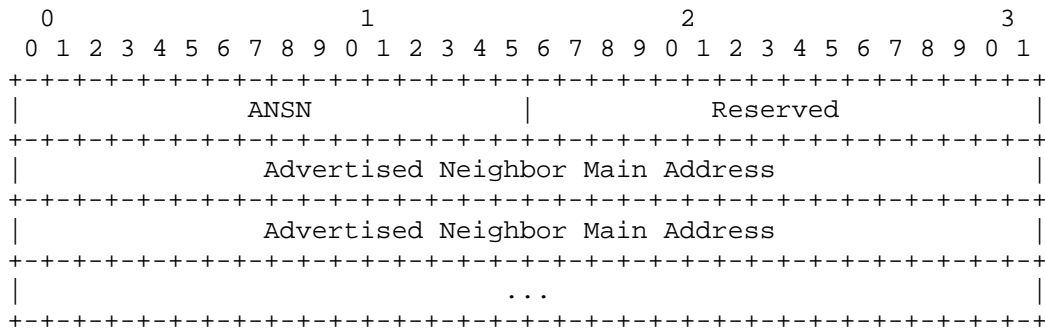 0                   1                   2                   3
    0 1 2 3 4 5 6 7 8 9 0 1 2 3 4 5 6 7 8 9 0 1 2 3 4 5 6 7 8 9 0 1
   +-+-+-+-+-+-+-+-+-+-+-+-+-+-+-+-+-+-+-+-+-+-+-+-+-+-+-+-+-+-+-+-+
   |              ANSN             |           Reserved            |
   +-+-+-+-+-+-+-+-+-+-+-+-+-+-+-+-+-+-+-+-+-+-+-+-+-+-+-+-+-+-+-+-+
   |               Advertised Neighbor Main Address                |
   +-+-+-+-+-+-+-+-+-+-+-+-+-+-+-+-+-+-+-+-+-+-+-+-+-+-+-+-+-+-+-+-+
   |               Advertised Neighbor Main Address                |
   +-+-+-+-+-+-+-+-+-+-+-+-+-+-+-+-+-+-+-+-+-+-+-+-+-+-+-+-+-+-+-+-+
   |                              ...                              |
   +-+-+-+-+-+-+-+-+-+-+-+-+-+-+-+-+-+-+-+-+-+-+-+-+-+-+-+-+-+-+-+-+